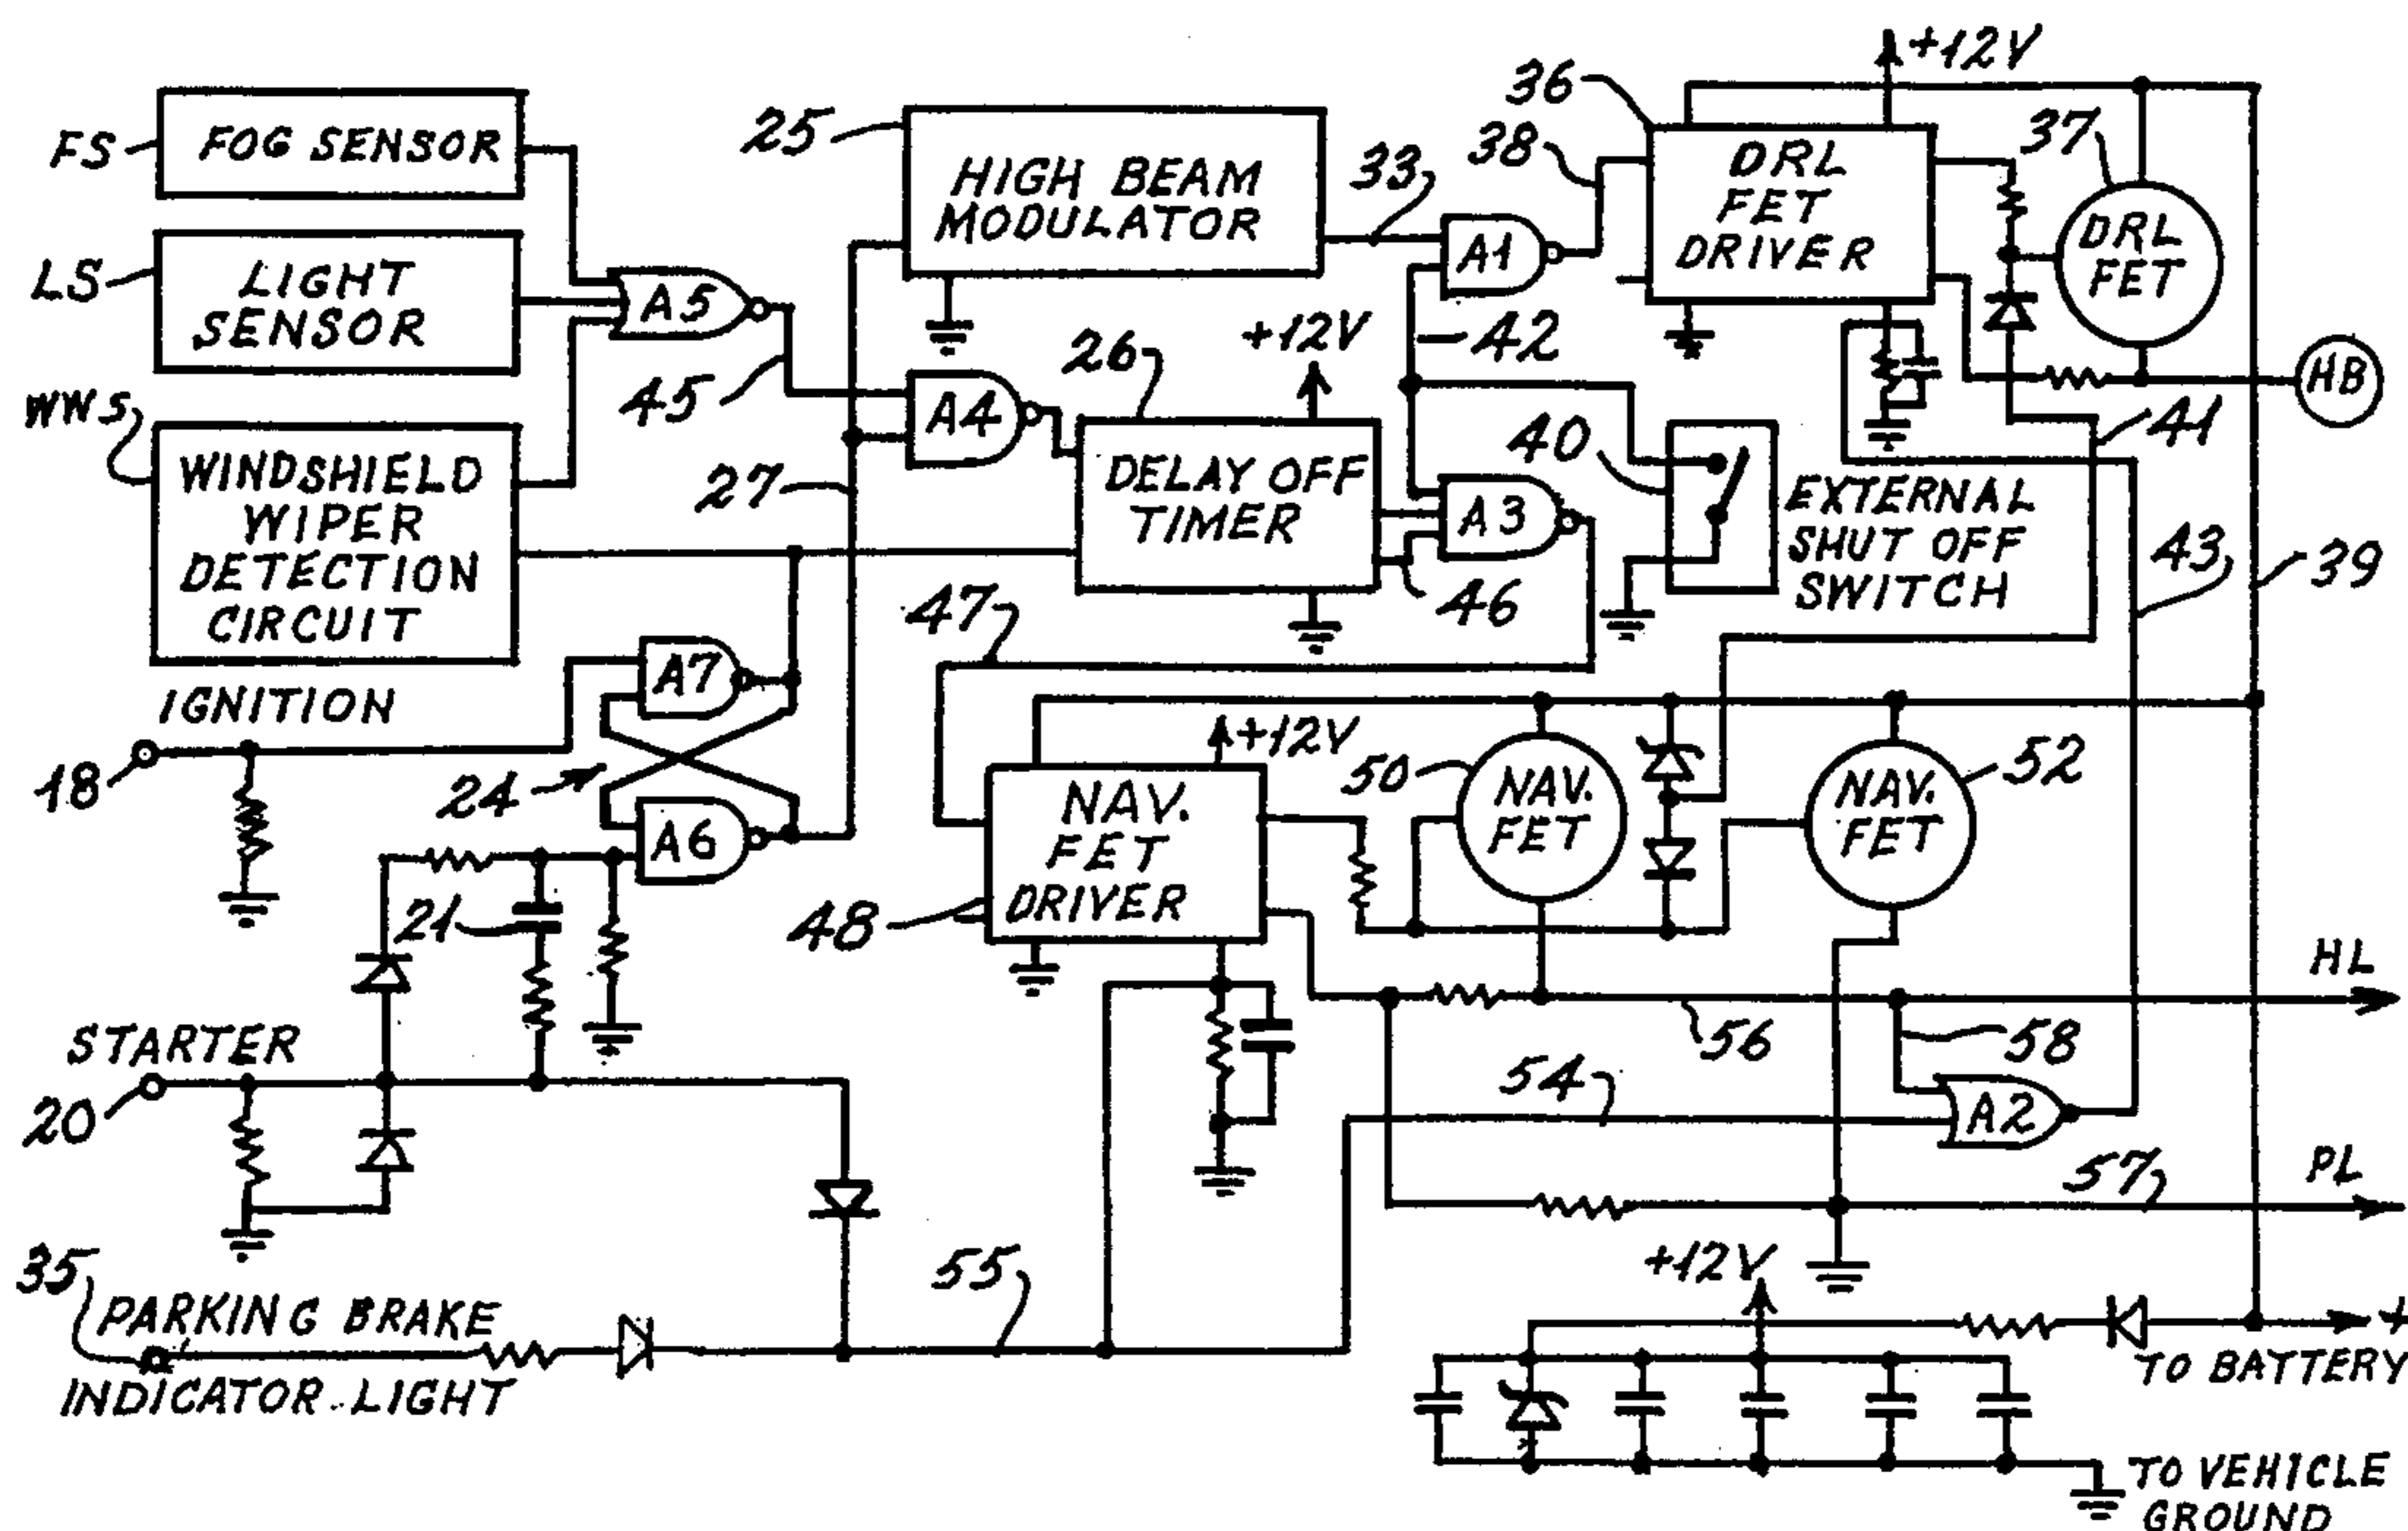 FS
FOG SENSOR
LS
LIGHT
SENSOR
WWS
WINDSHIELD
WIPER
DETECTION
CIRCUIT
A5
45
25
HIGH BEAM
MODULATOR
33
A1
38
36
+12V
DRL
FET
DRIVER
37
DRL
FET
HB
A4
27
26
+12V
DELAY OFF
TIMER
42
A3
46
40
EXTERNAL
SHUT OFF
SWITCH
41
43
39
47
A7
IGNITION
18
24
A6
21
+12V
NAV.
FET
DRIVER
48
50
NAV.
FET
52
NAV.
FET
HL
56
58
54
A2
STARTER
20
57
PL
35
PARKING BRAKE
INDICATOR LIGHT
55
+12V
+
TO BATTERY
TO VEHICLE
GROUND